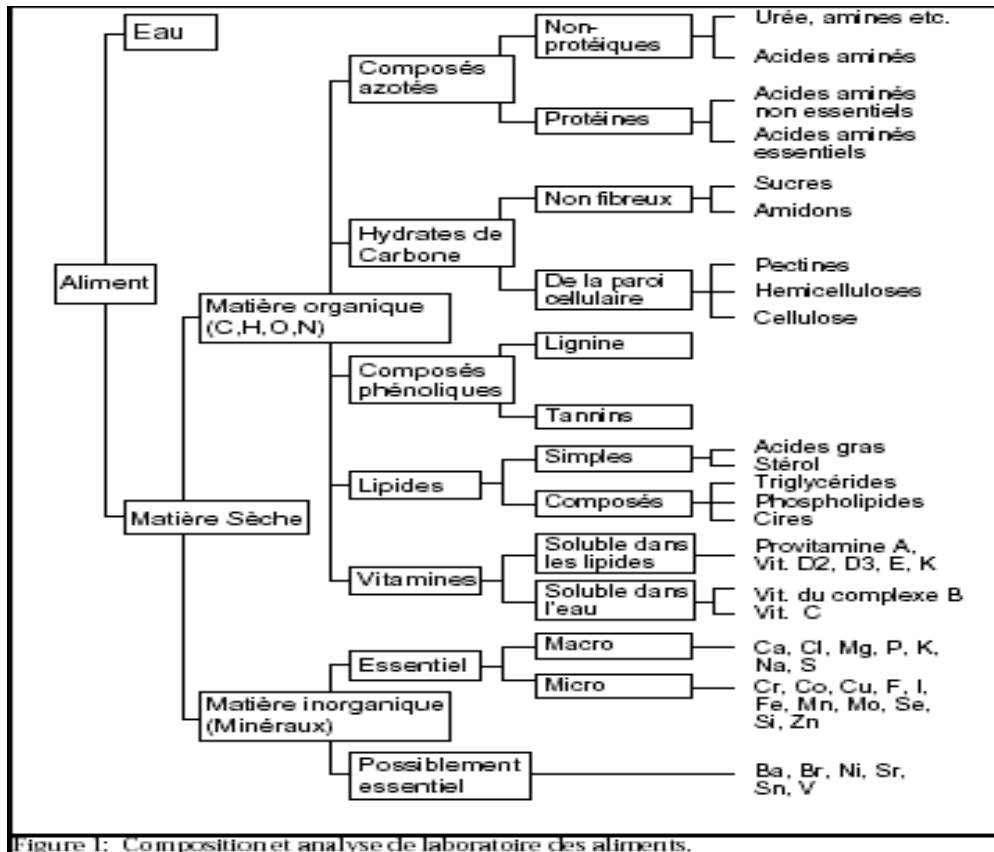 Eau
Composés
azotés
Non-
protéiques
Urée, amines etc.
Acides aminés
Protéines
Acides aminés
non essentiels
Acides aminés
essentiels
Aliment
Matière organique
(C,H,O,N)
Hydrates de
Carbone
Non fibreux
Sucres
Amidons
De la paroi
cellulaire
Pectines
Hemicelluloses
Cellulose
Composés
phénoliques
Lignine
Tannins
Matière Sèche
Lipides
Simples
Acides gras
Stérol
Composés
Triglycérides
Phospholipides
Cires
Vitamines
Soluble dans
les lipides
Provitamine A,
Vit. D2, D3, E, K
Soluble dans
l'eau
Vit. du complexe B
Vit. C
Matière inorganique
(Minéraux)
Essentiel
Macro
Ca, Cl, Mg, P, K,
Na, S
Micro
Cr, Co, Cu, F, I,
Fe, Mn, Mo, Se,
Si, Zn
Possiblement
essentiel
Ba, Br, Ni, Sr,
Sn, V
Figure 1: Composition et analyse de laboratoire des aliments.